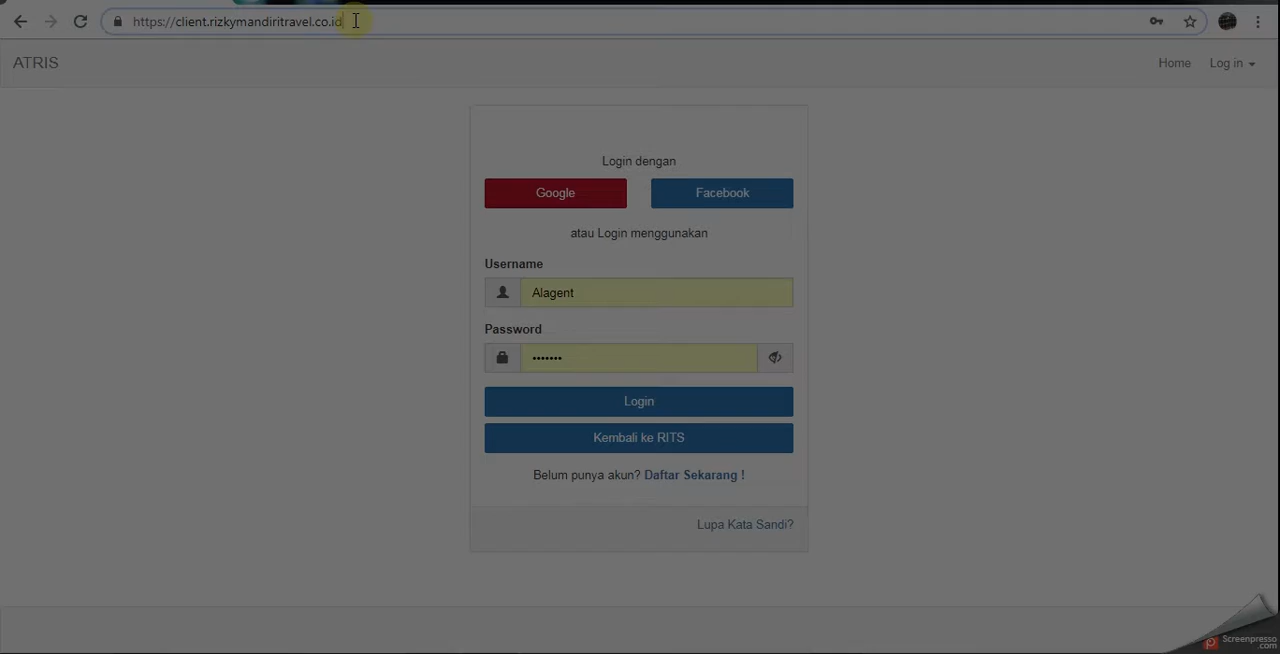 https://client.rizkymandiritravel.co.id
ATRIS
Home
Log in
Login dengan
Google
Facebook
atau Login menggunakan
Username
Alagent
Password
•••••••
Login
Kembali ke RITS
Belum punya akun? Daftar Sekarang !
Lupa Kata Sandi?
Screenpresso
.com